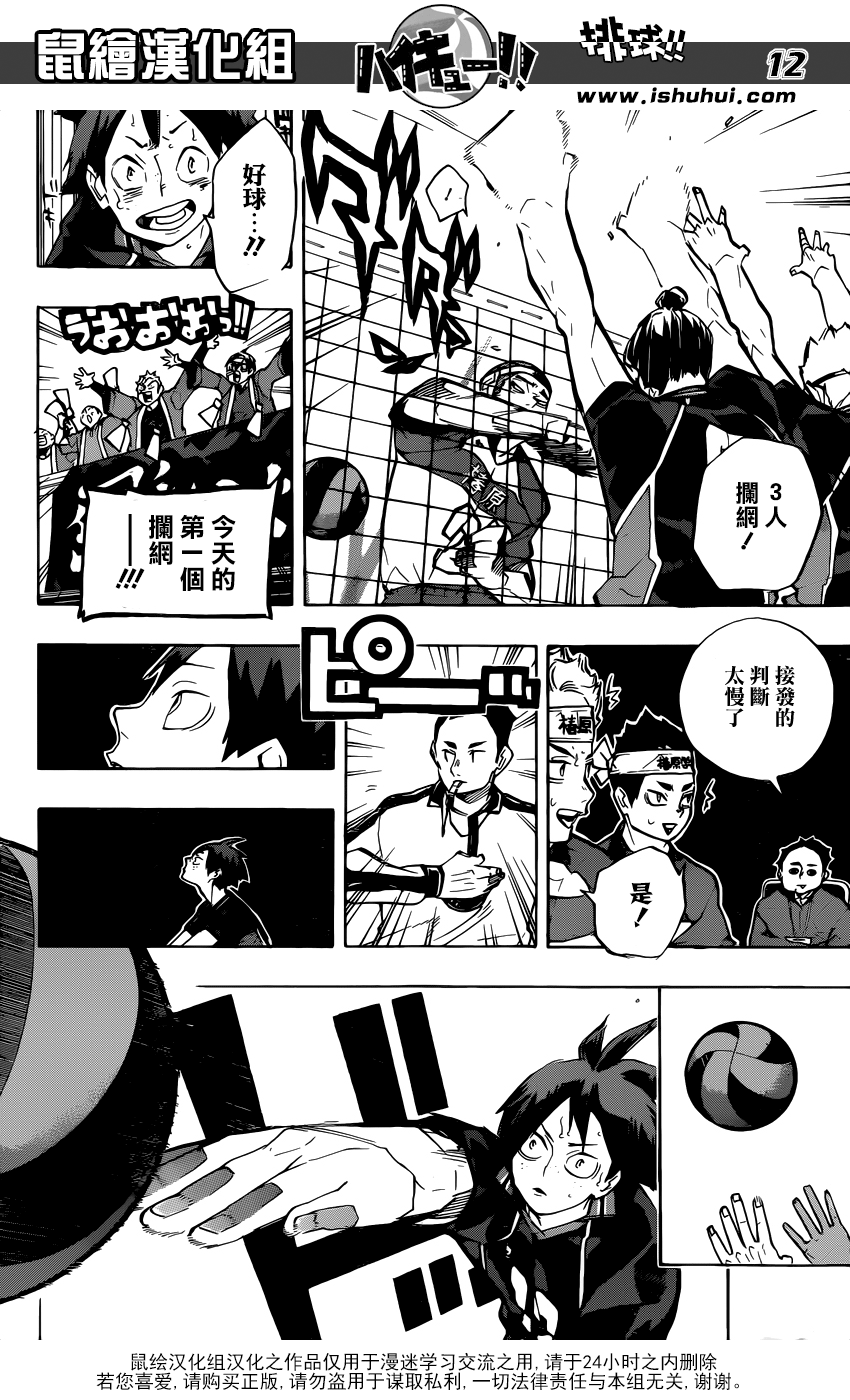 鼠繪漢化組
ハイキュー!!
排球!!
12
www.ishuhui.com
3人
攔網!
好球…!!
うおおおおっ!!
今天的
第一個
攔網
——!!!
椿原
接發的
判斷
太慢了
是!
椿原
ピーッ
鼠绘汉化组汉化之作品仅用于漫迷学习交流之用,请于24小时之内删除
若您喜爱,请购买正版,请勿盗用于谋取私利,一切法律责任与本组无关,谢谢。